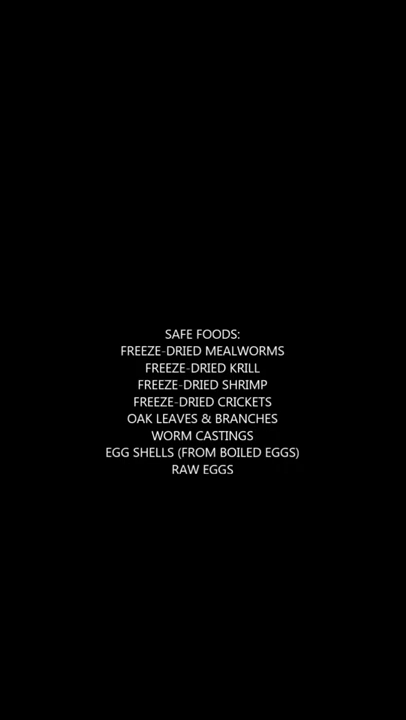 SAFE FOODS:
FREEZE-DRIED MEALWORMS
FREEZE-DRIED KRILL
FREEZE-DRIED SHRIMP
FREEZE-DRIED CRICKETS
OAK LEAVES & BRANCHES
WORM CASTINGS
EGG SHELLS (FROM BOILED EGGS)
RAW EGGS